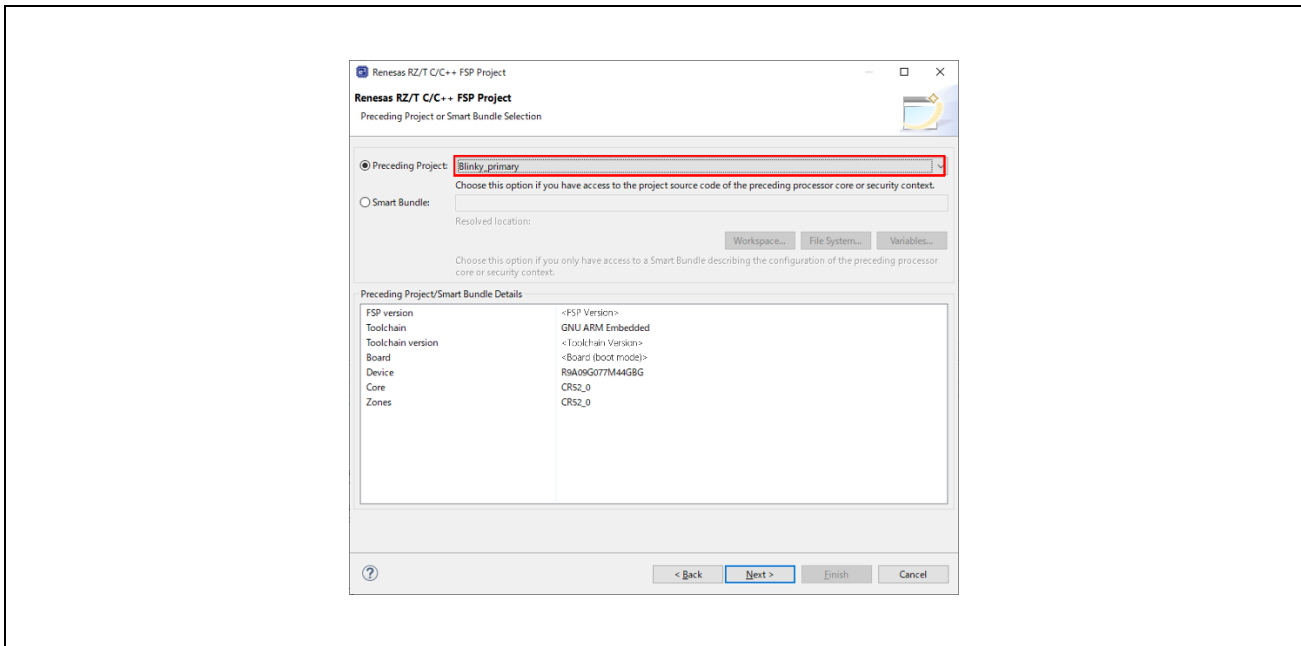 Renesas RZ/T C/C++ FSP Project
Renesas RZ/T C/C++ FSP Project
Preceding Project or Smart Bundle Selection
Preceding Project: Blinky_primary
Choose this option if you have access to the project source code of the preceding processor core or security context.
Smart Bundle:
Resolved location:
Workspace... File System... Variables...
Choose this option if you only have access to a Smart Bundle describing the configuration of the preceding processor
core or security context.
Preceding Project/Smart Bundle Details
FSP version <FSP Version>
Toolchain GNU ARM Embedded
Toolchain version <Toolchain Version>
Board <Board (boot mode)>
Device R9A09G077M44GBG
Core CR52_0
Zones CR52_0
? < Back Next > Finish Cancel